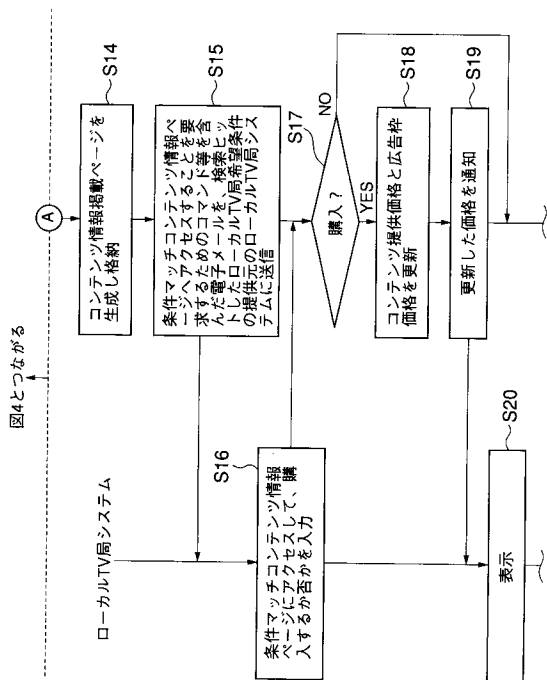 図4とつながる
A
コンテンツ情報掲載ページを
生成し格納
S14
条件マッチコンテンツ情報ペ
ージへアクセスすることを要
求するためのコマンド等を含
んだ電子メールを、検索ヒッ
トしたローカルTV局希望条件
の提供元のローカルTV局シス
テムに送信
S15
ローカルTV局システム
条件マッチコンテンツ情報
ページにアクセスして、購
入するか否かを入力
S16
購入?
S17
NO
YES
コンテンツ提供価格と広告枠
価格を更新
S18
更新した価格を通知
S19
表示
S20